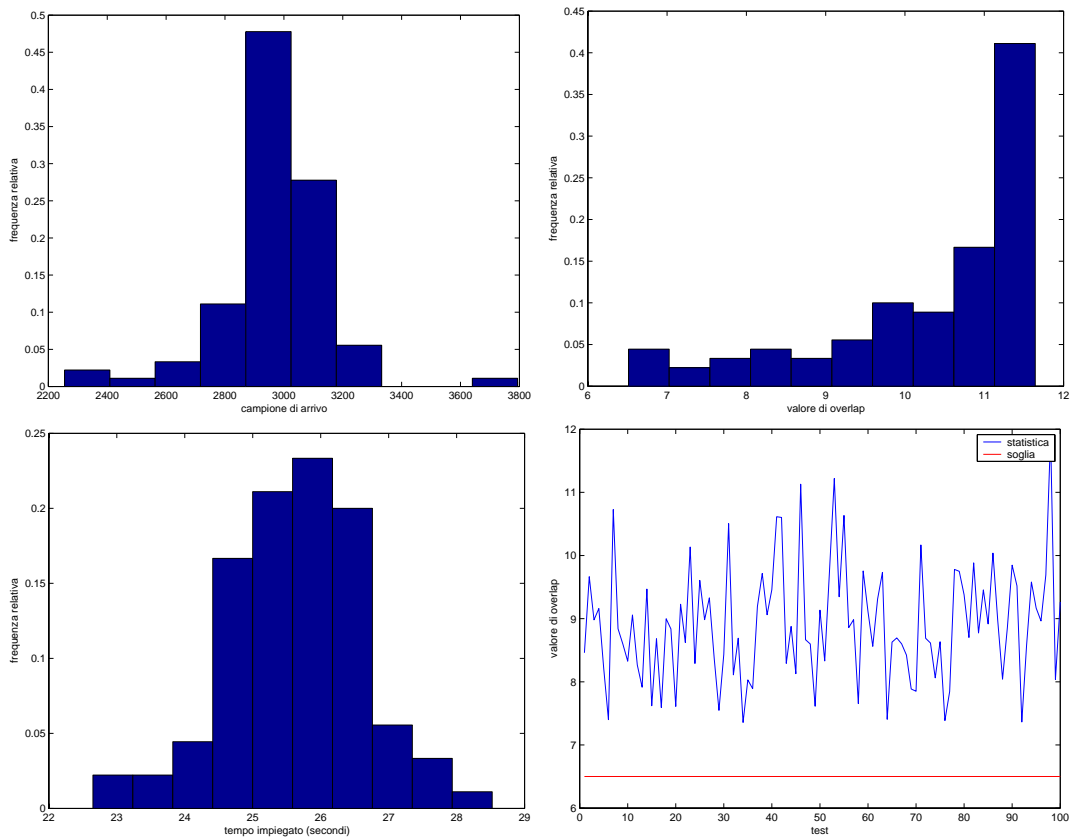 0.5
0.45
0.4
0.35
0.3
0.25
0.2
0.15
0.1
0.05
0
frequenza relativa
2200 2400 2600 2800 3000 3200 3400 3600 3800
campione di arrivo
0.45
0.4
0.35
0.3
0.25
0.2
0.15
0.1
0.05
0
frequenza relativa
6 7 8 9 10 11 12
valore di overlap
0.25
0.2
0.15
0.1
0.05
0
frequenza relativa
22 23 24 25 26 27 28 29
tempo impiegato (secondi)
12
11
10
9
8
7
6
valore di overlap
statistica
soglia
0 10 20 30 40 50 60 70 80 90 100
test